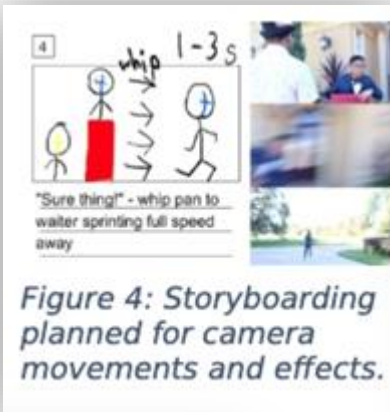 4
whip 1-3s
"Sure thing!" - whip pan to
waiter sprinting full speed
away
Figure 4: Storyboarding
planned for camera
movements and effects.